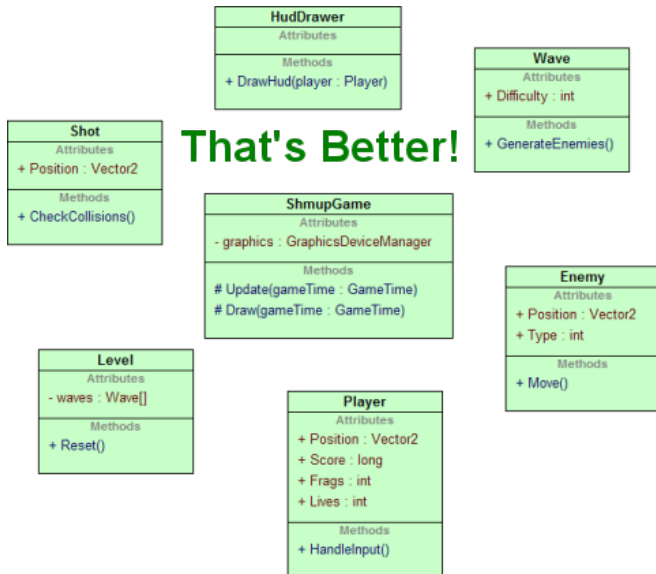 HudDrawer
Attributes
Methods
+ DrawHud(player : Player)
Wave
Attributes
+ Difficulty : int
Methods
+ GenerateEnemies()
Shot
Attributes
+ Position : Vector2
Methods
+ CheckCollisions()
That's Better!
ShmupGame
Attributes
- graphics : GraphicsDeviceManager
Methods
# Update(gameTime : GameTime)
# Draw(gameTime : GameTime)
Enemy
Attributes
+ Position : Vector2
+ Type : int
Methods
+ Move()
Level
Attributes
- waves : Wave[]
Methods
+ Reset()
Player
Attributes
+ Position : Vector2
+ Score : long
+ Frags : int
+ Lives : int
Methods
+ HandleInput()